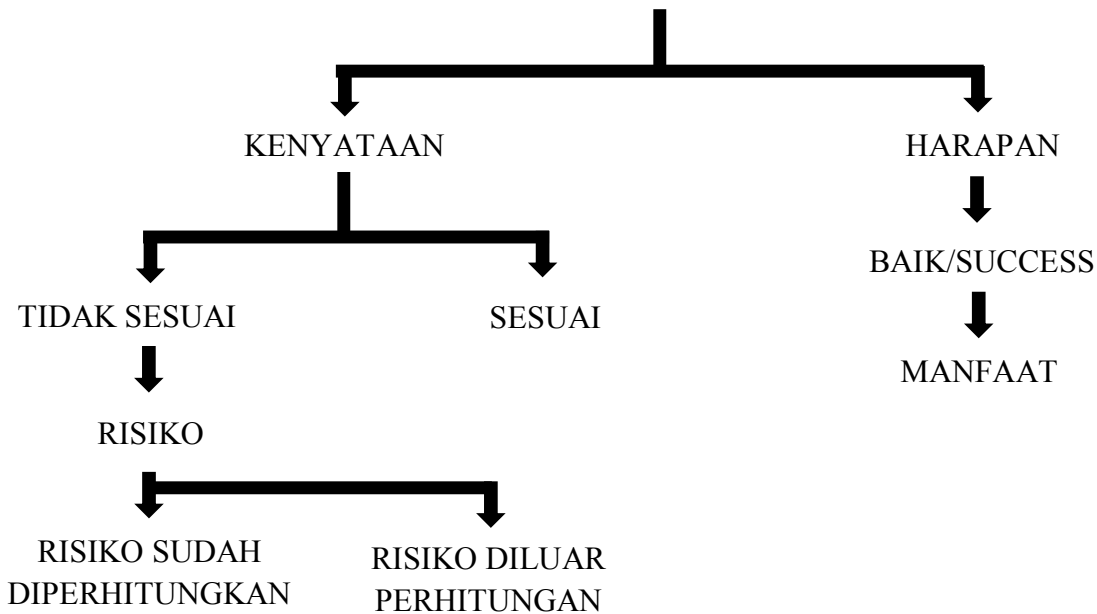 KENYATAAN
HARAPAN
BAIK/SUCCESS
TIDAK SESUAI
SESUAI
MANFAAT
RISIKO
RISIKO SUDAH
DIPERHITUNGKAN
RISIKO DILUAR
PERHITUNGAN